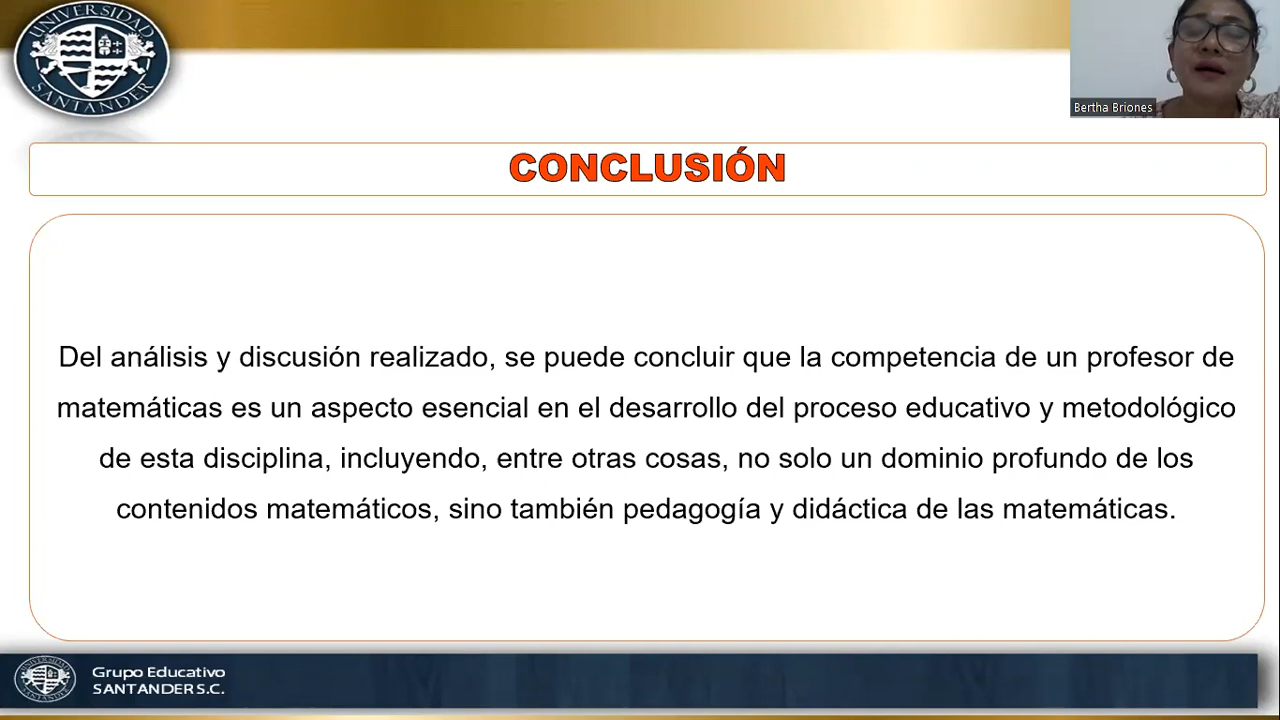 UNIVERSIDAD
SANTANDER
Bertha Briones
CONCLUSIÓN
Del análisis y discusión realizado, se puede concluir que la competencia de un profesor de
matemáticas es un aspecto esencial en el desarrollo del proceso educativo y metodológico
de esta disciplina, incluyendo, entre otras cosas, no solo un dominio profundo de los
contenidos matemáticos, sino también pedagogía y didáctica de las matemáticas.
Grupo Educativo
SANTANDER S.C.